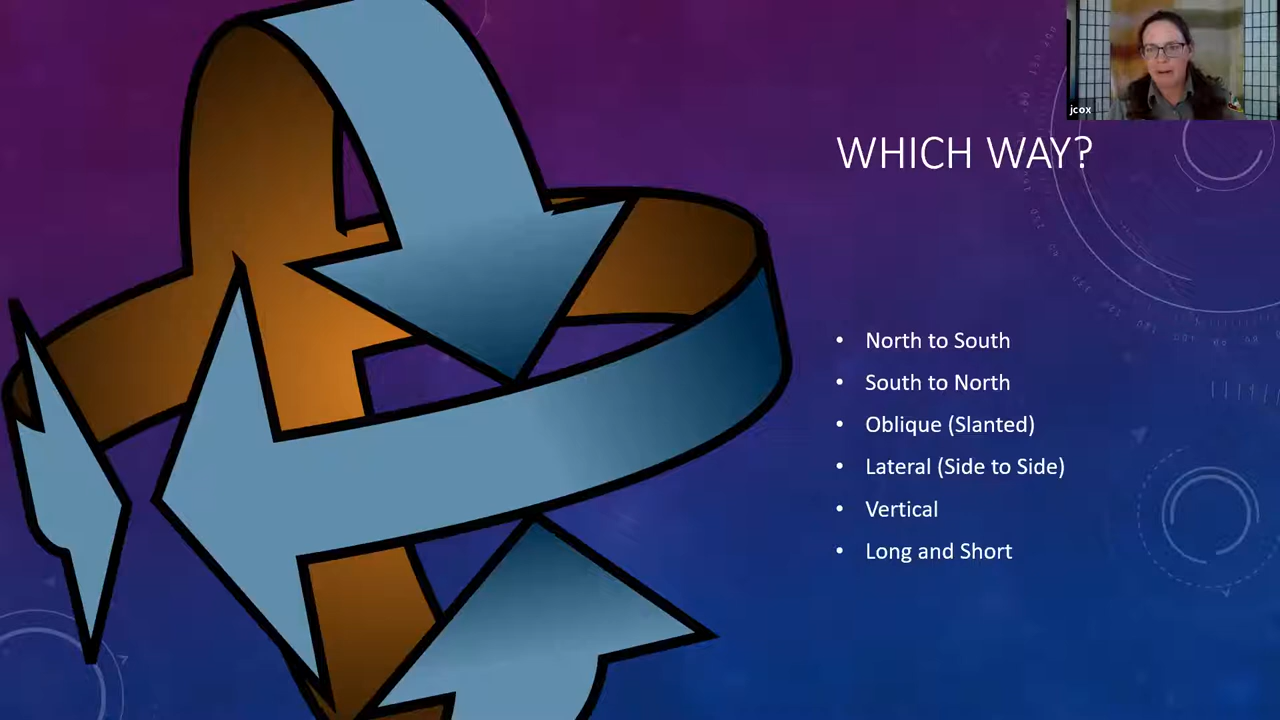 jcox
WHICH WAY?
• North to South
• South to North
• Oblique (Slanted)
• Lateral (Side to Side)
• Vertical
• Long and Short